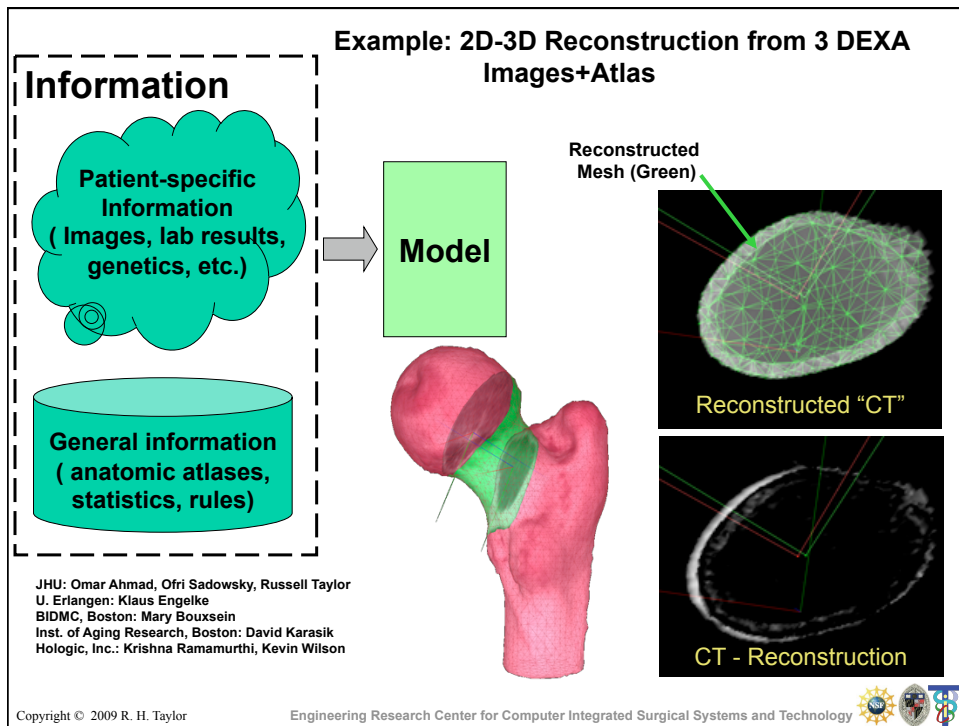 Example: 2D-3D Reconstruction from 3 DEXA
Images+Atlas
Information
Patient-specific
Information
( Images, lab results,
genetics, etc.)
Model
General information
( anatomic atlases,
statistics, rules)
Reconstructed
Mesh (Green)
Reconstructed “CT”
CT - Reconstruction
JHU: Omar Ahmad, Ofri Sadowsky, Russell Taylor
U. Erlangen: Klaus Engelke
BIDMC, Boston: Mary Bouxsein
Inst. of Aging Research, Boston: David Karasik
Hologic, Inc.: Krishna Ramamurthi, Kevin Wilson
Copyright © 2009 R. H. Taylor
Engineering Research Center for Computer Integrated Surgical Systems and Technology
NSF